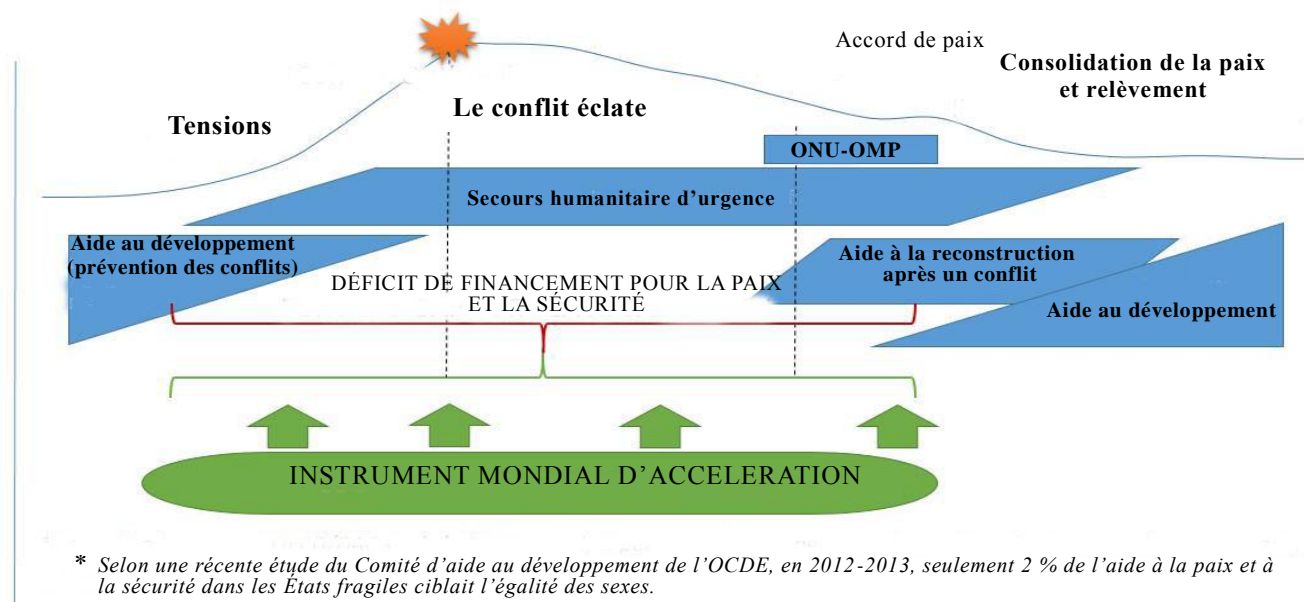 Accord de paix
Consolidation de la paix
et relèvement
Le conflit éclate
Tensions
ONU-OMP
Secours humanitaire d’urgence
Aide au développement
(prévention des conflits)
Aide à la reconstruction
après un conflit
DÉFICIT DE FINANCEMENT POUR LA PAIX
ET LA SÉCURITÉ
Aide au développement
INSTRUMENT MONDIAL D’ACCELERATION
* Selon une récente étude du Comité d’aide au développement de l’OCDE, en 2012-2013, seulement 2 % de l’aide à la paix et à
la sécurité dans les États fragiles ciblait l’égalité des sexes.